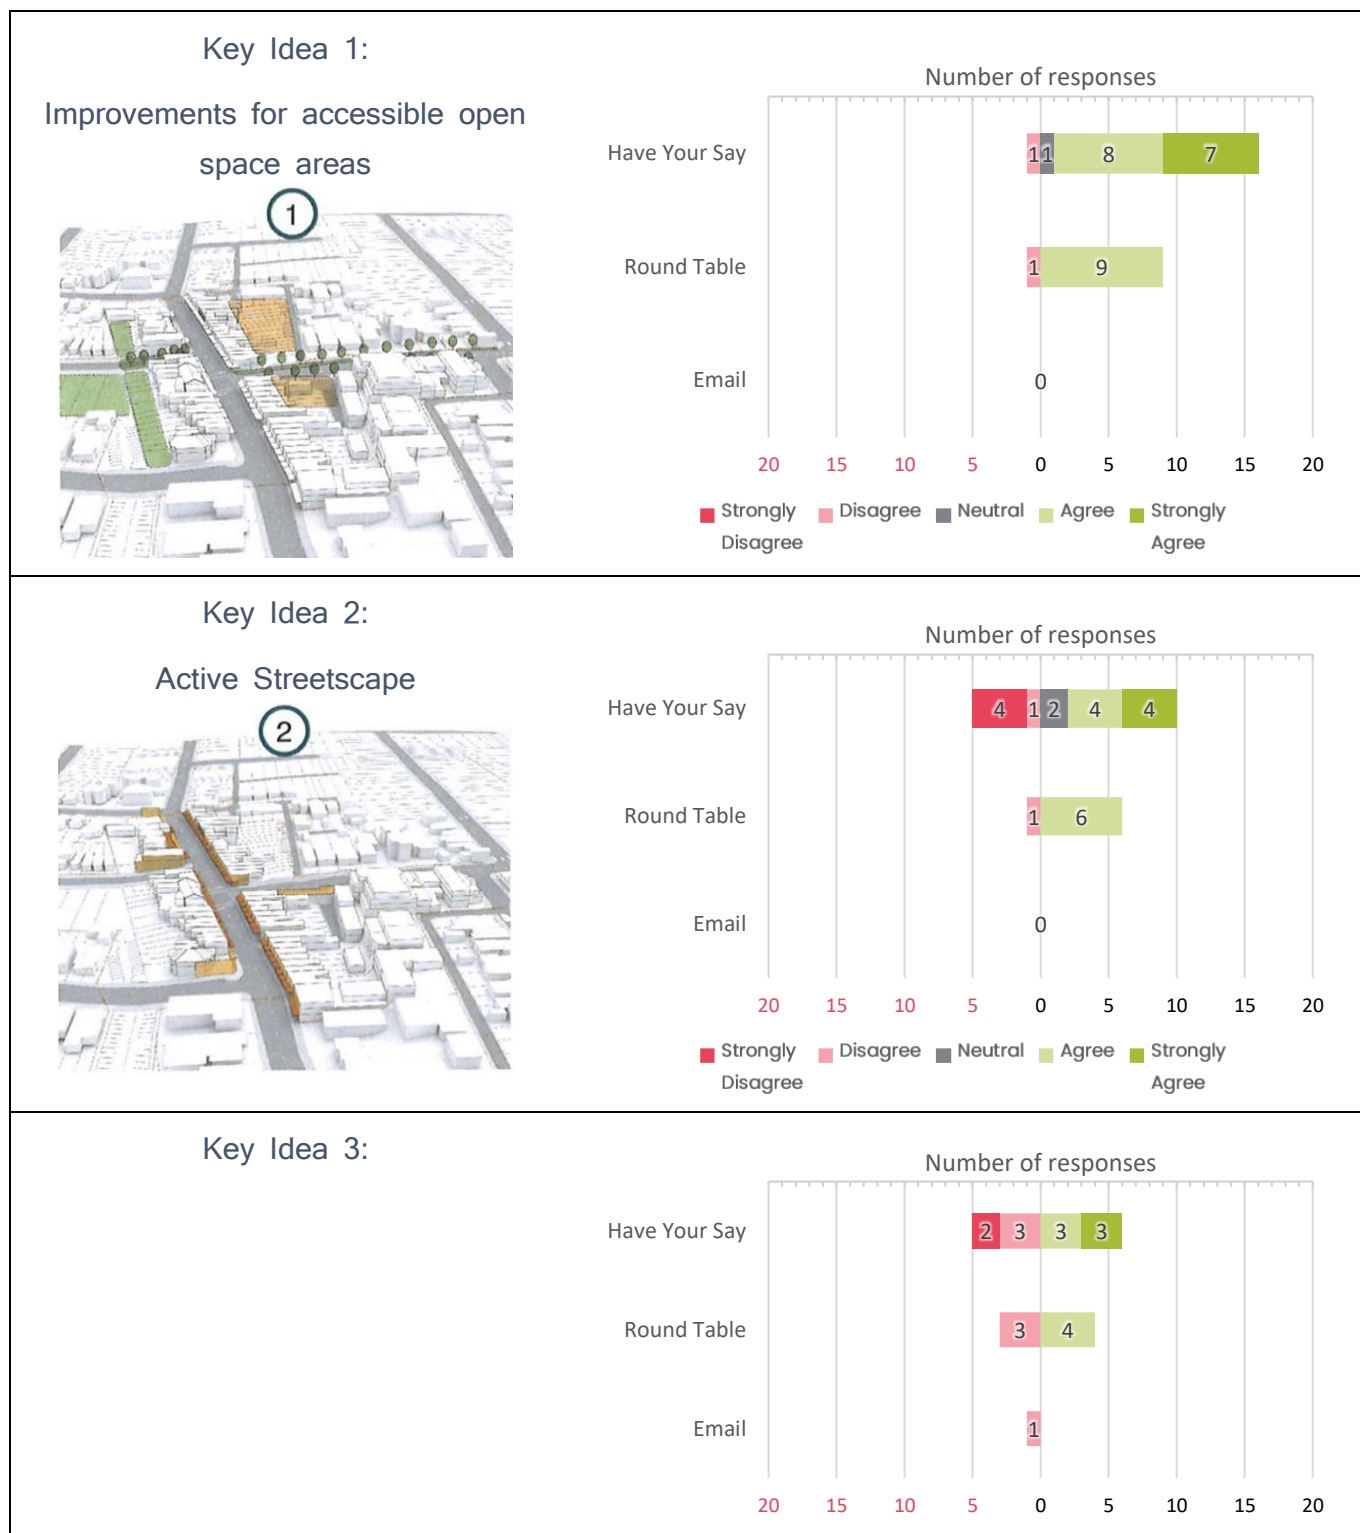 Key Idea 1:
Improvements for accessible open
space areas
1
Number of responses
Have Your Say
1 1 8 7
Round Table
1 9
Email
0
20 15 10 5 0 5 10 15 20
Strongly Disagree Disagree Neutral Agree Strongly Agree
Key Idea 2:
Active Streetscape
2
Number of responses
Have Your Say
4 1 2 4 4
Round Table
1 6
Email
0
20 15 10 5 0 5 10 15 20
Strongly Disagree Disagree Neutral Agree Strongly Agree
Key Idea 3:
Number of responses
Have Your Say
2 3 3 3
Round Table
3 4
Email
1
20 15 10 5 0 5 10 15 20